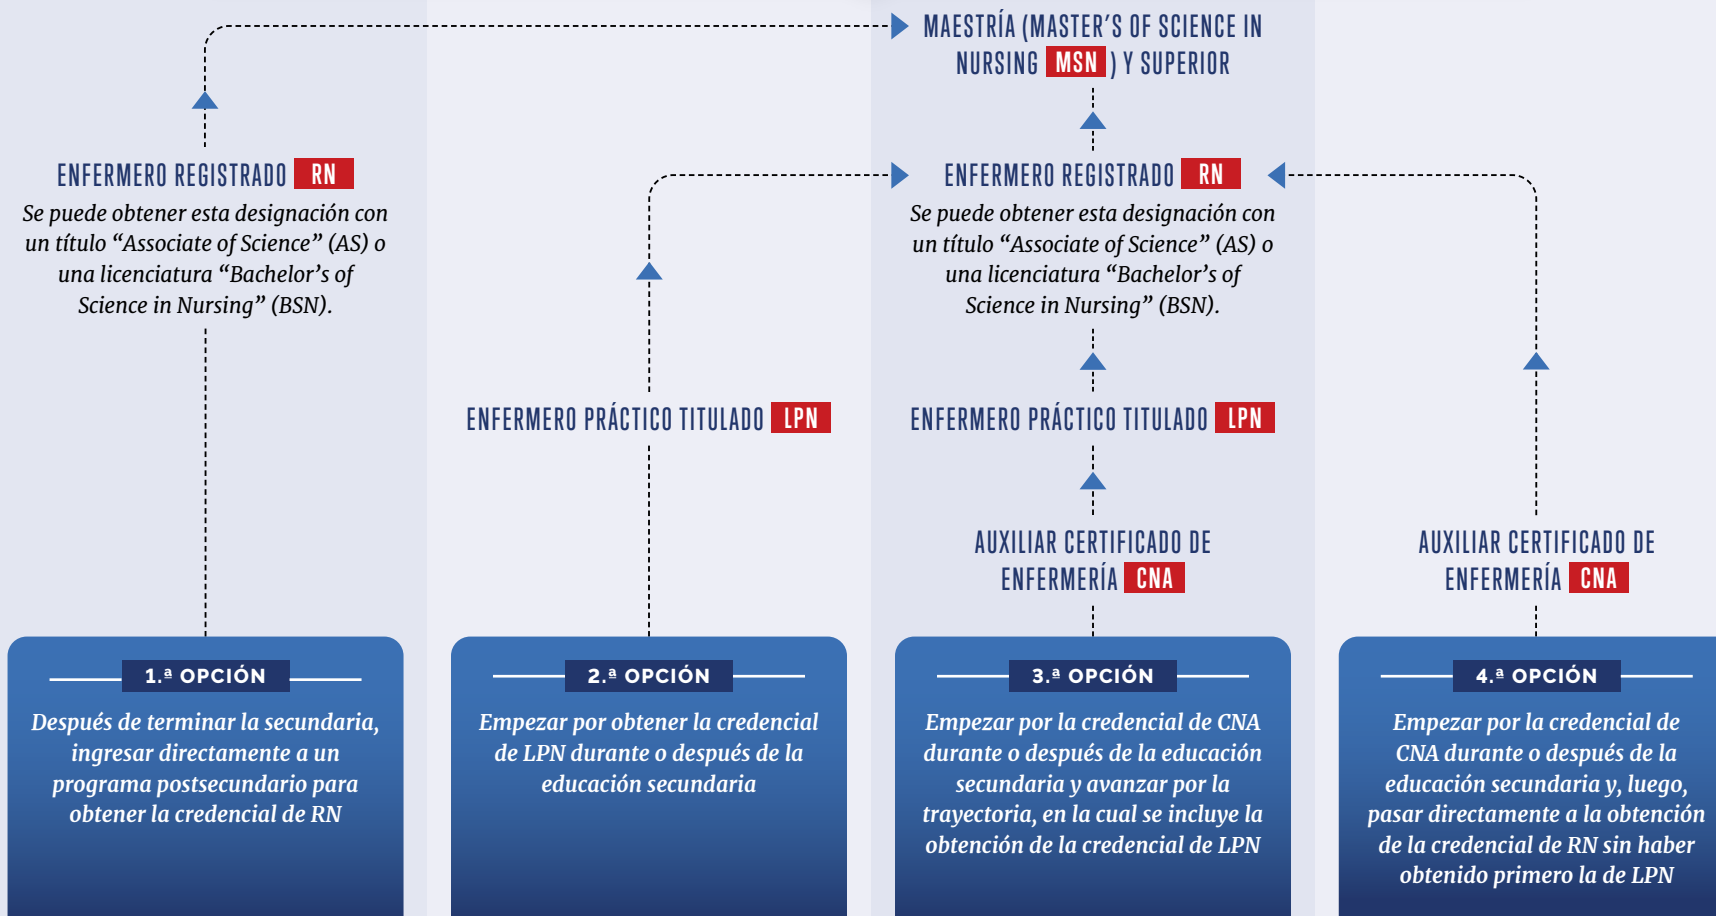 MAESTRÍA (MASTER'S OF SCIENCE IN
NURSING MSN ) Y SUPERIOR
ENFERMERO REGISTRADO RN
Se puede obtener esta designación con
un título “Associate of Science” (AS) o
una licenciatura “Bachelor’s of
Science in Nursing” (BSN).
ENFERMERO REGISTRADO RN
Se puede obtener esta designación con
un título “Associate of Science” (AS) o
una licenciatura “Bachelor’s of
Science in Nursing” (BSN).
ENFERMERO PRÁCTICO TITULADO LPN
ENFERMERO PRÁCTICO TITULADO LPN
AUXILIAR CERTIFICADO DE
ENFERMERÍA CNA
AUXILIAR CERTIFICADO DE
ENFERMERÍA CNA
1.ª OPCIÓN
Después de terminar la secundaria,
ingresar directamente a un
programa postsecundario para
obtener la credencial de RN
2.ª OPCIÓN
Empezar por obtener la credencial
de LPN durante o después de la
educación secundaria
3.ª OPCIÓN
Empezar por la credencial de CNA
durante o después de la educación
secundaria y avanzar por la
trayectoria, en la cual se incluye la
obtención de la credencial de LPN
4.ª OPCIÓN
Empezar por la credencial de
CNA durante o después de la
educación secundaria y, luego,
pasar directamente a la obtención
de la credencial de RN sin haber
obtenido primero la de LPN